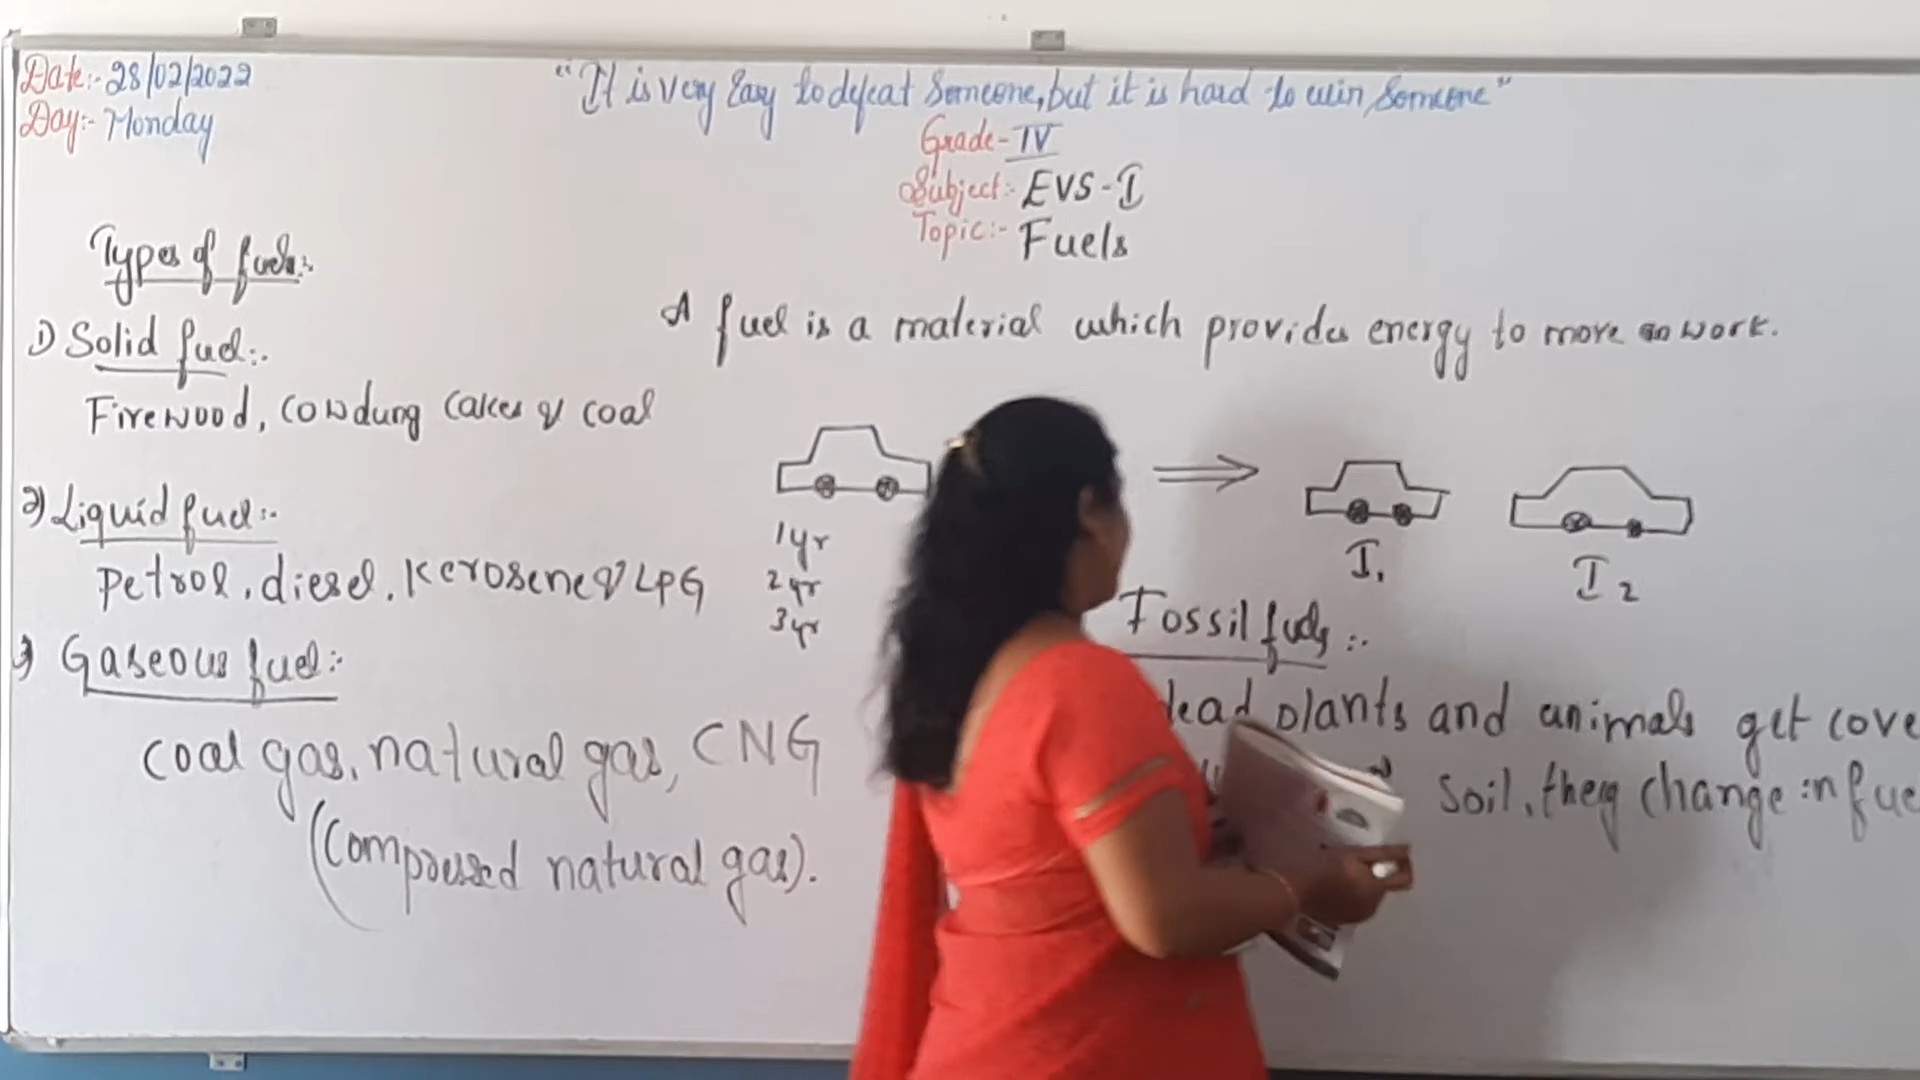 Date:- 28/02/2022
Day:- Monday
"It is very Easy to defeat Someone, but it is hard to win Someone"
Grade- IV
Subject:- EVS-I
Topic:- Fuels
Types of fuels:-
1) Solid fuel:-
Firewood, cowdung cakes & coal
2) Liquid fuel:-
Petrol, diesel, Kerosene & LPG
3) Gaseous fuel:-
Coal gas, natural gas, CNG
(Compressed natural gas).
A fuel is a material which provides energy to move work.
1yr
2yr
3yr
I1
I2
Fossil fuels:-
dead plants and animals get cove
soil, they change in fue